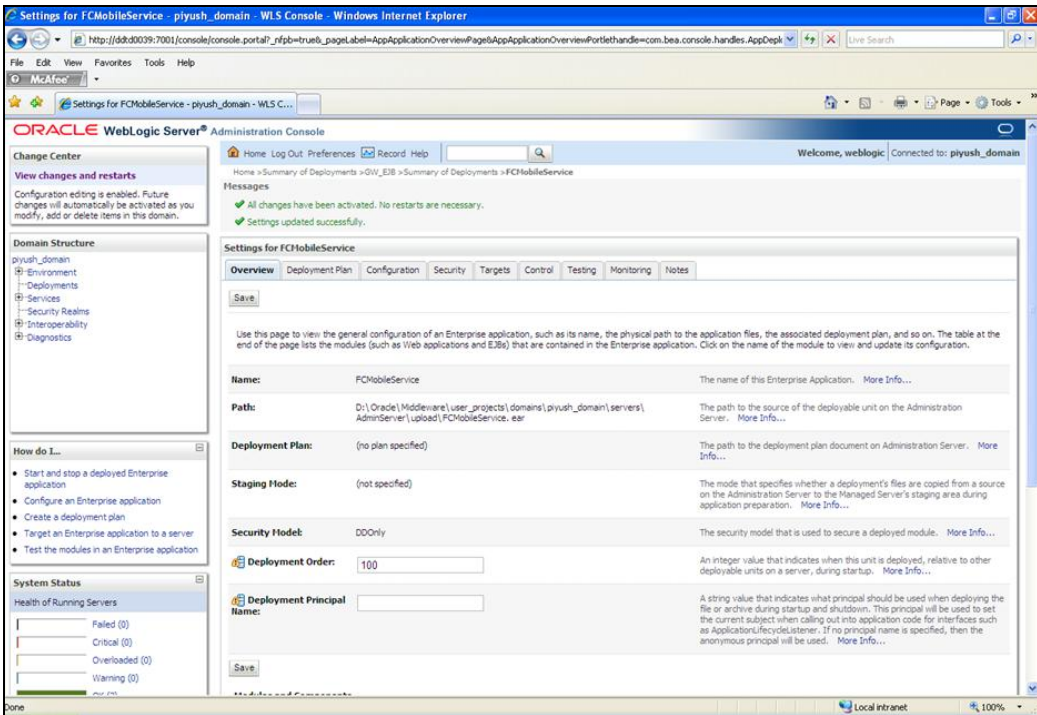 Settings for FCMobileService - piyush_domain - WLS Console - Windows Internet Explorer
http://ddtd0039:7001/console/console.portal?_nfpb=true&_pageLabel=AppApplicationOverviewPage&AppApplicationOverviewPortlethandle=com.bea.console.handles.AppDepl
Live Search
File Edit View Favorites Tools Help
McAfee
Settings for FCMobileService - piyush_domain - WLS C...
Page Tools
ORACLE WebLogic Server® Administration Console
Change Center
View changes and restarts
Configuration editing is enabled. Future
changes will automatically be activated as you
modify, add or delete items in this domain.
Domain Structure
piyush_domain
Environment
Deployments
Services
Security Realms
Interoperability
Diagnostics
How do I...
Start and stop a deployed Enterprise
application
Configure an Enterprise application
Create a deployment plan
Target an Enterprise application to a server
Test the modules in an Enterprise application
System Status
Health of Running Servers
Failed (0)
Critical (0)
Overloaded (0)
Warning (0)
Home Log Out Preferences Record Help
Welcome, weblogic Connected to: piyush_domain
Home >Summary of Deployments >GW_EJB >Summary of Deployments >FCMobileService
Messages
All changes have been activated. No restarts are necessary.
Settings updated successfully.
Settings for FCMobileService
Overview Deployment Plan Configuration Security Targets Control Testing Monitoring Notes
Save
Use this page to view the general configuration of an Enterprise application, such as its name, the physical path to the application files, the associated deployment plan, and so on. The table at the
end of the page lists the modules (such as Web applications and EJBs) that are contained in the Enterprise application. Click on the name of the module to view and update its configuration.
Name: FCMobileService The name of this Enterprise Application. More Info...
Path: D:\Oracle\Middleware\user_projects\domains\piyush_domain\servers\
AdminServer\upload\FCMobileService.ear
The path to the source of the deployable unit on the Administration
Server. More Info...
Deployment Plan: (no plan specified) The path to the deployment plan document on Administration Server. More
Info...
Staging Mode: (not specified) The mode that specifies whether a deployment's files are copied from a source
on the Administration Server to the Managed Server's staging area during
application preparation. More Info...
Security Model: DDOnly The security model that is used to secure a deployed module. More Info...
Deployment Order: 100 An integer value that indicates when this unit is deployed, relative to other
deployable units on a server, during startup. More Info...
Deployment Principal
Name:
A string value that indicates what principal should be used when deploying the
file or archive during startup and shutdown. This principal will be used to set
the current subject when calling out into application code for interfaces such
as ApplicationLifecycleListener. If no principal name is specified, then the
anonymous principal will be used. More Info...
Save
Done
Local intranet
100%